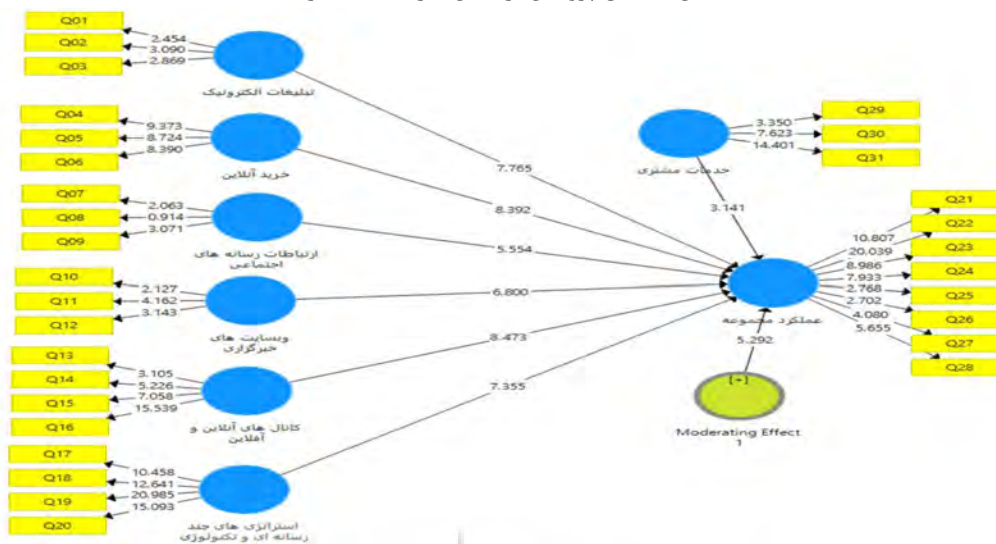 Q01
Q02
Q03
2.454
3.090
2.869
تبلیغات الکترونیک
Q04
Q05
Q06
9.373
8.724
8.390
خرید آنلاین
Q07
Q08
Q09
2.063
0.914
3.071
ارتباطات رسانه های
اجتماعی
Q10
Q11
Q12
2.127
4.162
3.143
وبسایت های
خبرگزاری
Q13
Q14
Q15
Q16
3.105
5.226
7.058
15.539
کانال های آنلاین و
آفلاین
Q17
Q18
Q19
Q20
10.458
12.641
20.985
15.093
استراتژی های چند
رسانه ای و تکنولوژی
7.765
8.392
5.554
6.800
8.473
7.355
Q29
Q30
Q31
3.350
7.623
14.401
خدمات مشتری
3.141
Q21
Q22
Q23
Q24
Q25
Q26
Q27
Q28
10.807
20.039
8.986
7.933
2.768
2.702
4.080
5.655
عملکرد مجموعه
5.292
[+]
Moderating Effect
1